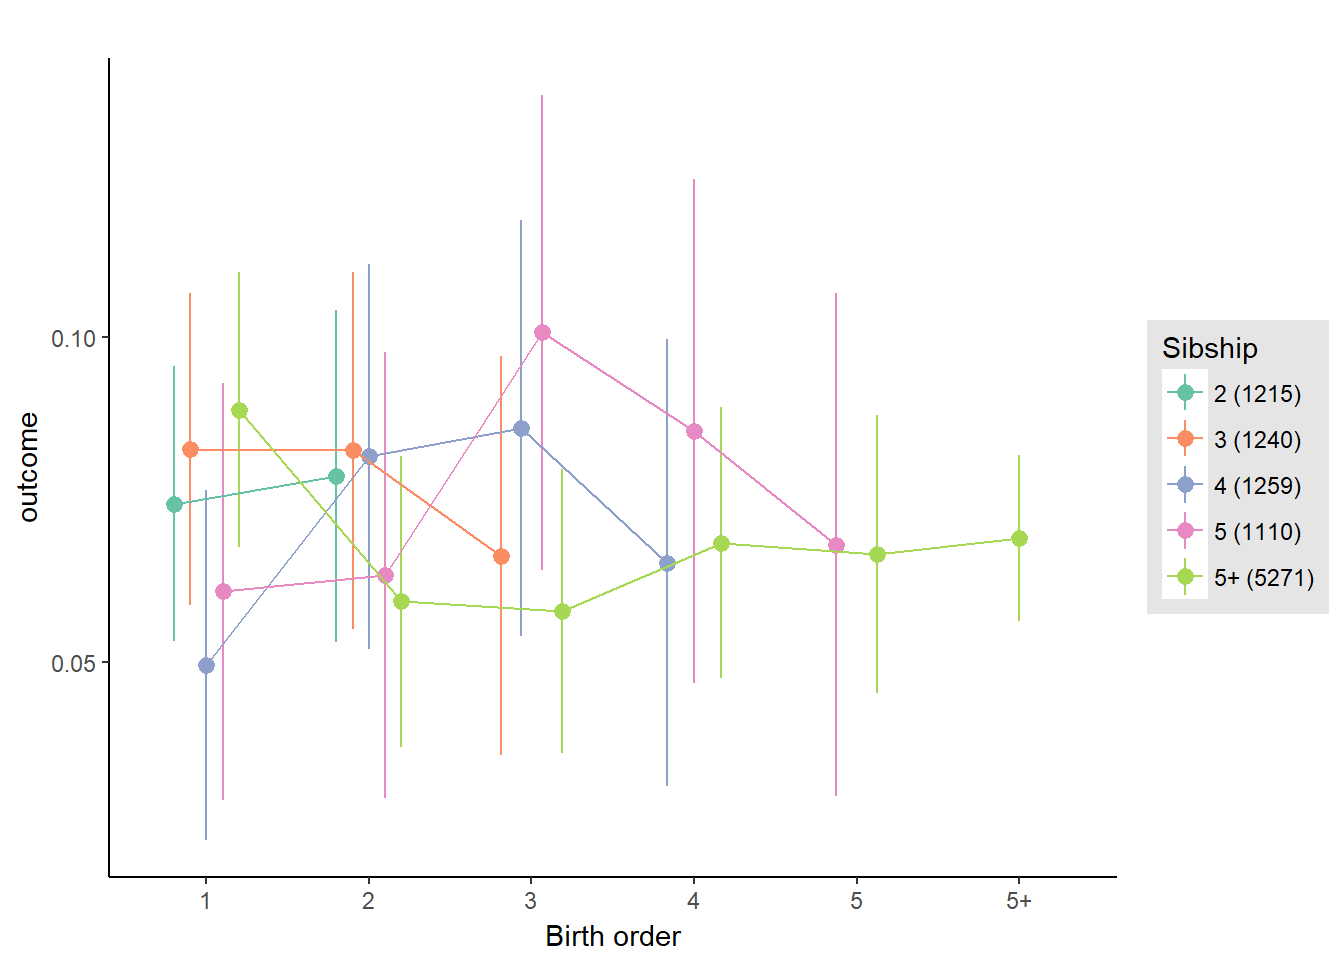 outcome
0.10
0.05
1 2 3 4 5 5+
Birth order
Sibship
2 (1215)
3 (1240)
4 (1259)
5 (1110)
5+ (5271)